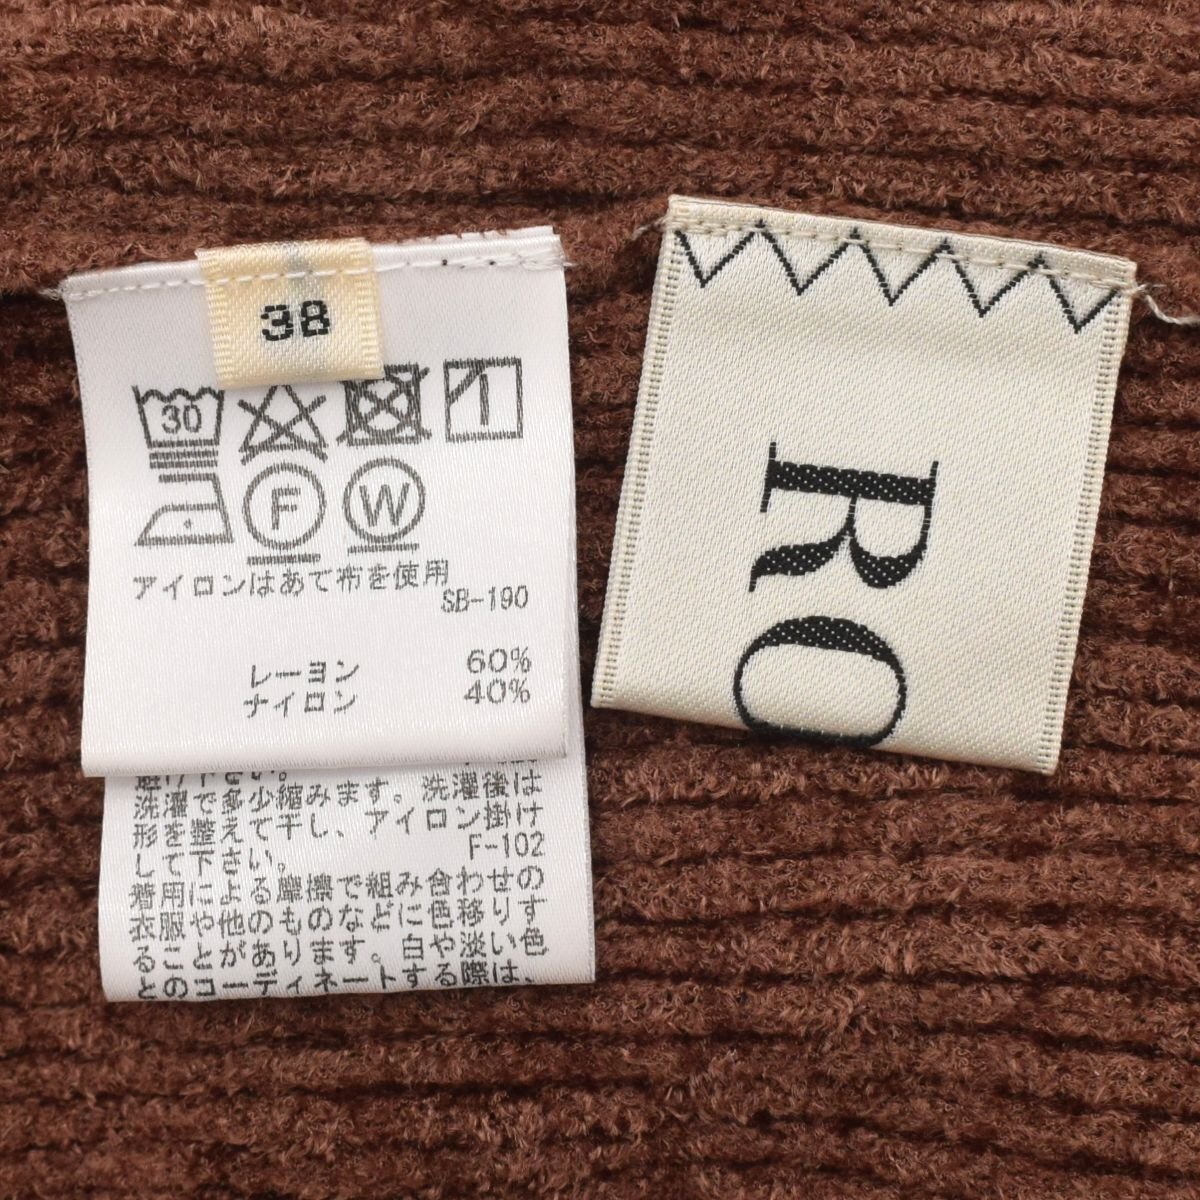 38
30
F W
アイロンはあて布を使用
SB-190
レーヨン 60%
ナイロン 40%
洗濯で多少縮みます。洗濯後は
形を整えて干し、アイロン掛け
して下さい。
F-102
着用による摩擦で組み合わせの
衣服や他のものなどに色移りす
ることがあります。白や淡い色
とのコーディネートする際は、
RO